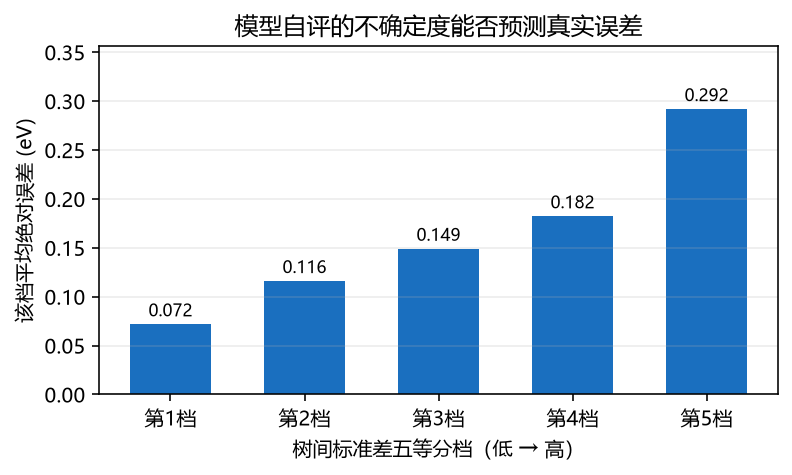 模型自评的不确定度能否预测真实误差
该档平均绝对误差 (eV)
0.35
0.30
0.25
0.20
0.15
0.10
0.05
0.00
0.072
0.116
0.149
0.182
0.292
第1档
第2档
第3档
第4档
第5档
树间标准差五等分档（低 → 高）